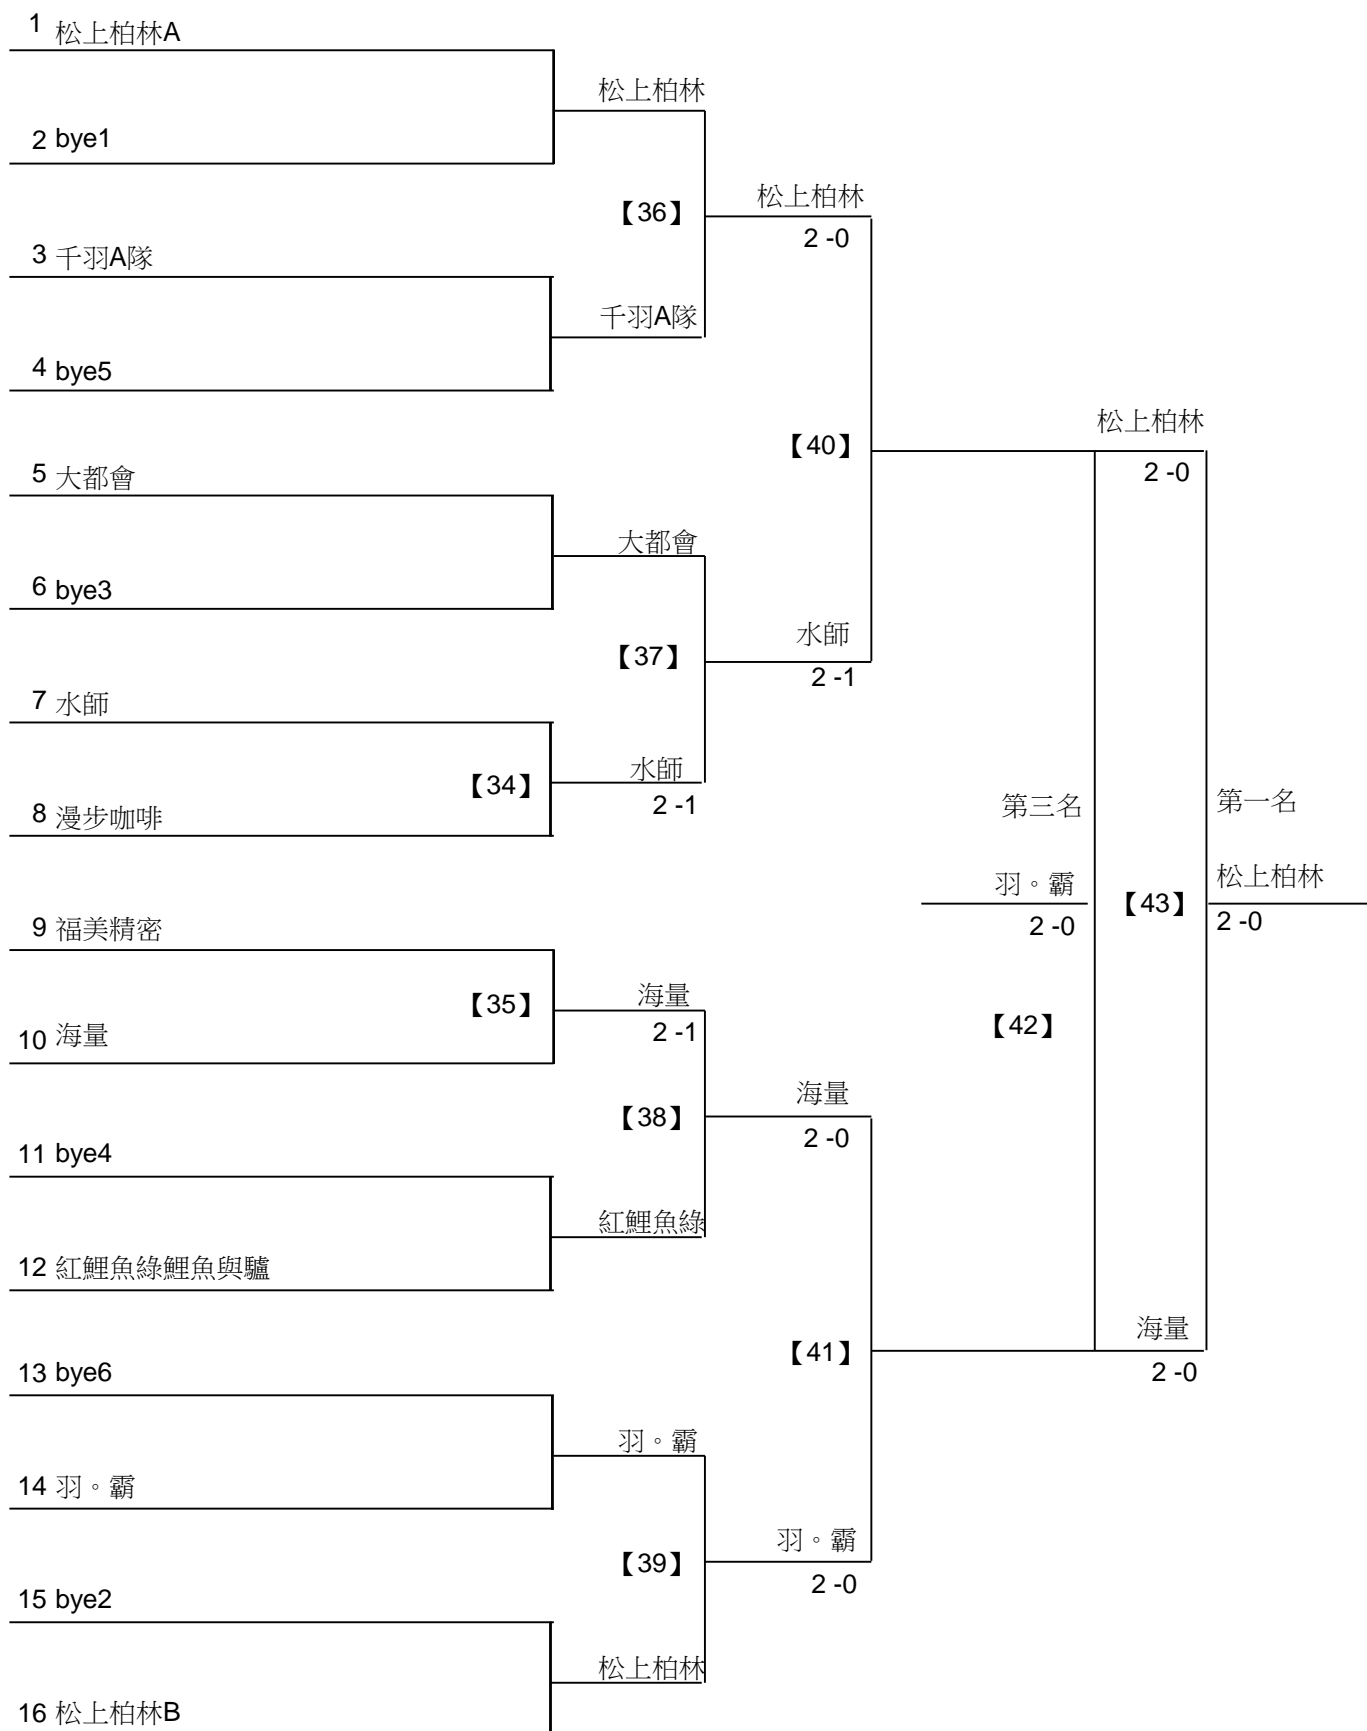 1 松上柏林A
松上柏林
2 bye1
松上柏林
【36】
2 -0
3 千羽A隊
千羽A隊
4 bye5
松上柏林
【40】
2 -0
5 大都會
大都會
6 bye3
水師
【37】
2 -1
7 水師
水師
【34】
2 -1
8 漫步咖啡
第三名
第一名
羽。霸
【43】
松上柏林
2 -0
2 -0
9 福美精密
【35】
海量
2 -1
【42】
10 海量
海量
【38】
2 -0
11 bye4
紅鯉魚綠
12 紅鯉魚綠鯉魚與驢
海量
【41】
2 -0
13 bye6
羽。霸
14 羽。霸
羽。霸
【39】
2 -0
15 bye2
松上柏林
16 松上柏林B